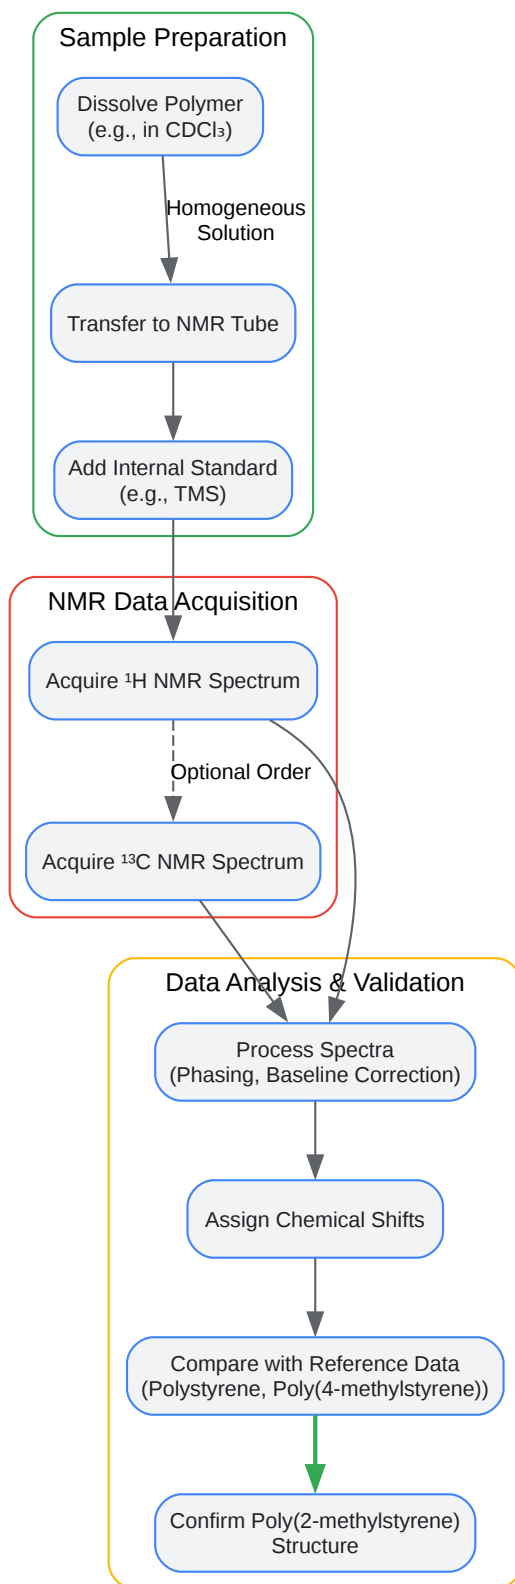 Sample Preparation
Dissolve Polymer
(e.g., in CDCl₃)
Homogeneous
Solution
Transfer to NMR Tube
Add Internal Standard
(e.g., TMS)
NMR Data Acquisition
Acquire ¹H NMR Spectrum
Optional Order
Acquire ¹³C NMR Spectrum
Data Analysis & Validation
Process Spectra
(Phasing, Baseline Correction)
Assign Chemical Shifts
Compare with Reference Data
(Polystyrene, Poly(4-methylstyrene))
Confirm Poly(2-methylstyrene)
Structure